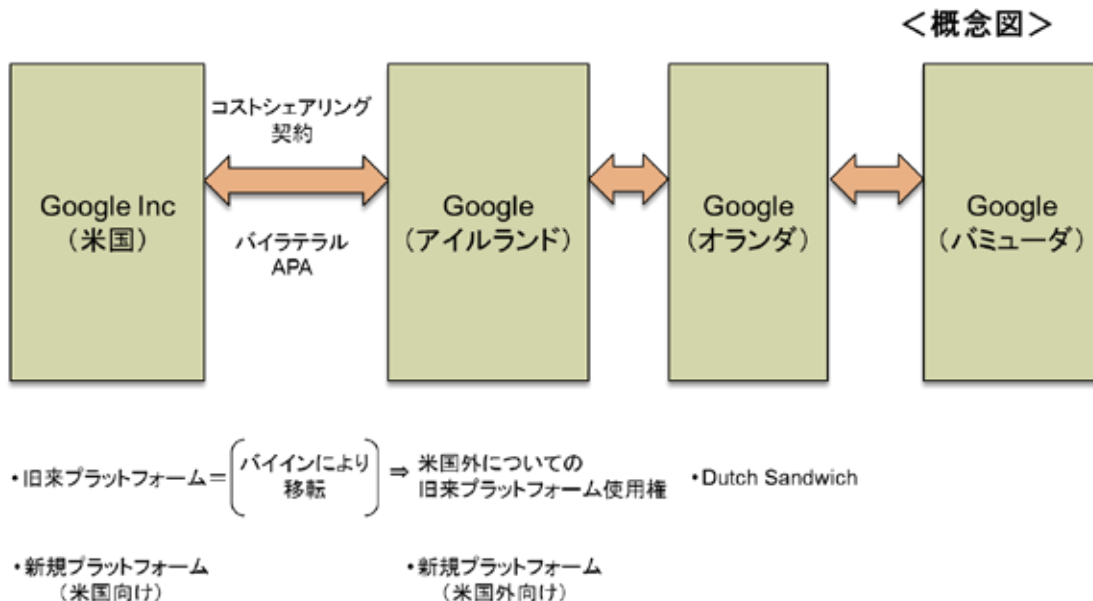 <概念図>
コストシェアリング
契約
Google Inc
(米国)
バイラテラル
APA
Google
(アイルランド)
Google
(オランダ)
Google
(バミューダ)
・旧来プラットフォーム=(バイインにより
移転) ⇒ 米国外についての
旧来プラットフォーム使用権
・Dutch Sandwich
・新規プラットフォーム
(米国向け)
・新規プラットフォーム
(米国外向け)